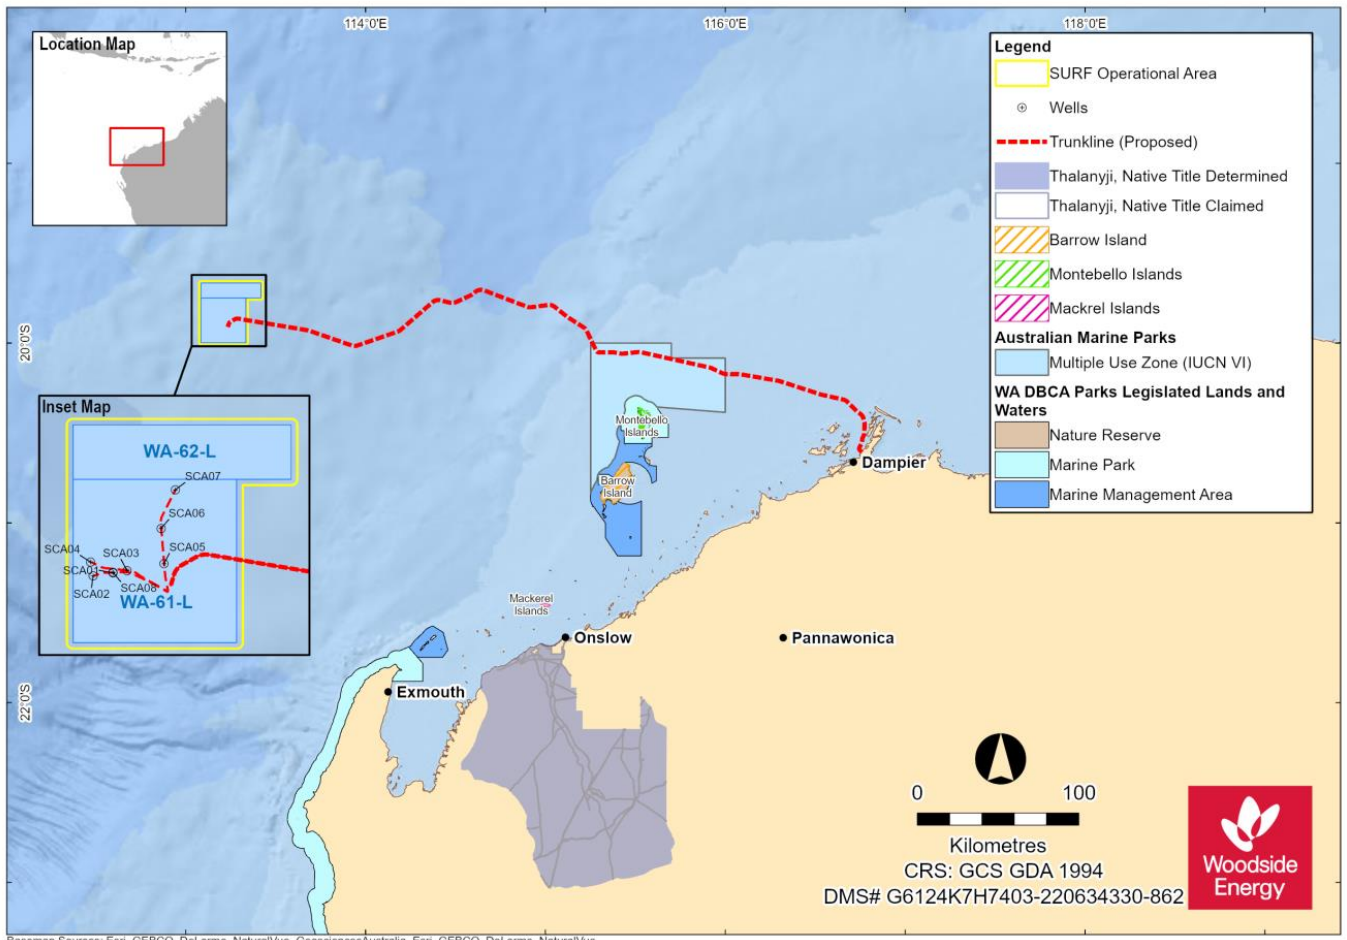 114°0'E
116°0'E
118°0'E
Location Map
Legend
SURF Operational Area
Wells
Trunkline (Proposed)
Thalanyji, Native Title Determined
Thalanyji, Native Title Claimed
Barrow Island
Montebello Islands
Mackrel Islands
Australian Marine Parks
Multiple Use Zone (IUCN VI)
WA DBCA Parks Legislated Lands and
Waters
Nature Reserve
Marine Park
Marine Management Area
20°0'S
22°0'S
Inset Map
WA-62-L
SCA07
SCA06
SCA05
SCA04
SCA03
SCA01
SCA02
SCA08
WA-61-L
Montebello
Islands
Barrow
Island
Dampier
Mackerel
Islands
Onslow
Pannawonica
Exmouth
0 100
Kilometres
CRS: GCS GDA 1994
DMS# G6124K7H7403-220634330-862
Woodside
Energy